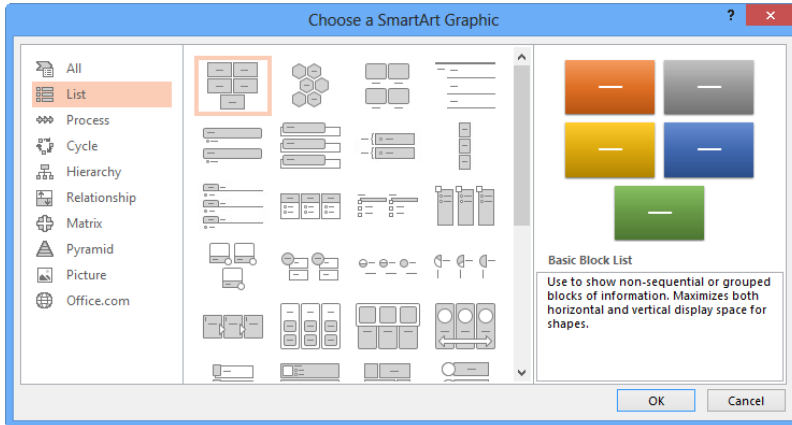 Choose a SmartArt Graphic
?
All
List
Process
Cycle
Hierarchy
Relationship
Matrix
Pyramid
Picture
Office.com
Basic Block List
Use to show non-sequential or grouped
blocks of information. Maximizes both
horizontal and vertical display space for
shapes.
OK
Cancel